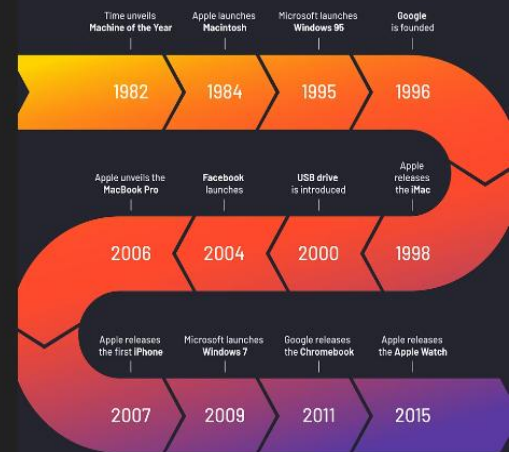 Time unveils
Machine of the Year
Apple launches
Macintosh
Microsoft launches
Windows 95
Google
is founded
1982
1984
1995
1996
Apple
releases
the iMac
USB drive
is introduced
Facebook
launches
Apple unveils the
MacBook Pro
1998
2000
2004
2006
Apple releases
the first iPhone
Microsoft launches
Windows 7
Google releases
the Chromebook
Apple releases
the Apple Watch
2007
2009
2011
2015